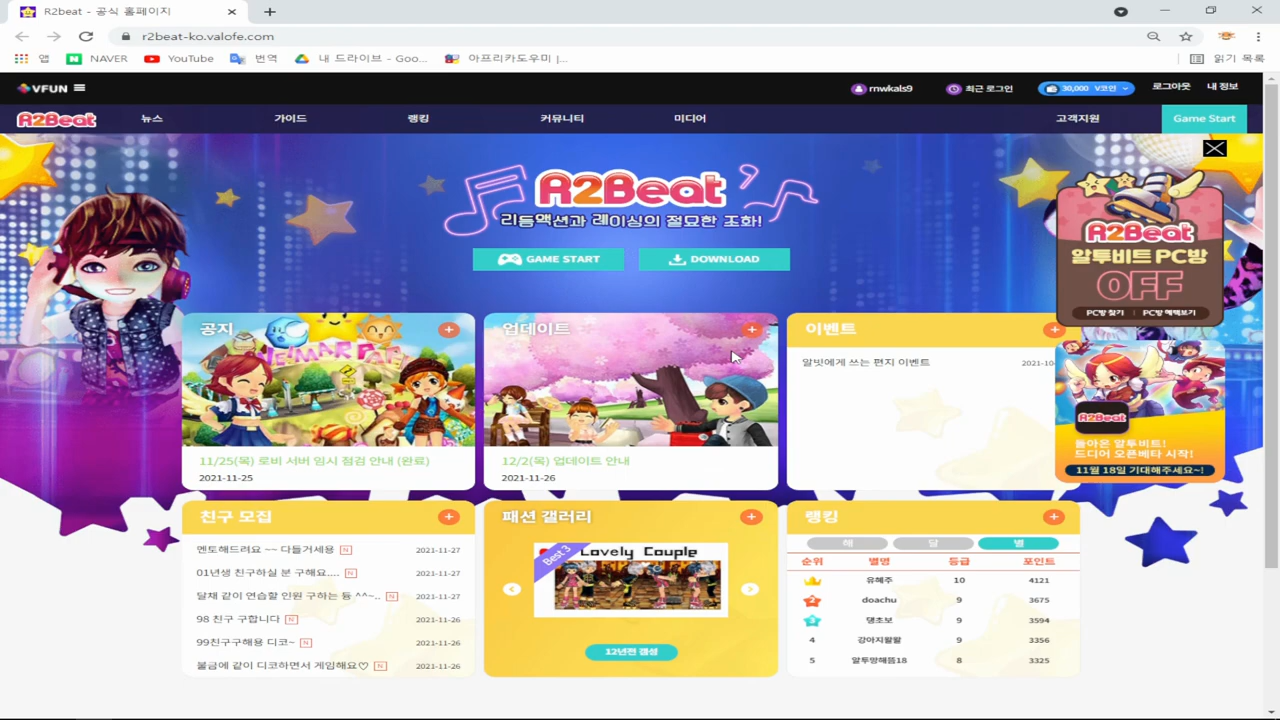 R2beat - 공식 홈페이지
r2beat-ko.valofe.com
앱 NAVER YouTube 번역 내 드라이브 - Goo... 아프리카도우미 |... 읽기 목록
VFUN rnwkals9 최근 로그인 30,000 V코인 로그아웃 내 정보
R2Beat 뉴스 가이드 랭킹 커뮤니티 미디어 고객지원 Game Start
R2Beat
리듬액션과 레이싱의 절묘한 조화!
GAME START DOWNLOAD
R2Beat
알투비트 PC방
OFF
PC방 찾기 | PC방 혜택보기
공지
11/25(목) 로비 서버 임시 점검 안내 (완료)
2021-11-25
업데이트
12/2(목) 업데이트 안내
2021-11-26
이벤트
알빗에게 쓰는 편지 이벤트 2021-10
R2Beat
돌아온 알투비트!
드디어 오픈베타 시작!
11월 18일 기대해주세요~!
친구 모집
멘토해드려요 ~~ 다들거세용 N 2021-11-27
01년생 친구하실 분 구해요.... N 2021-11-27
달채 같이 연습할 인원 구하는 등 ^^~.. N 2021-11-27
98 친구 구합니다 N 2021-11-26
99친구구해용 디코~ N 2021-11-26
불곰에 같이 디코하면서 게임해요♡ N 2021-11-26
패션 갤러리
Best 3
Lovely Couple
12년전 갬성
랭킹
해 달 별
순위 별명 등급 포인트
유혜주 10 4121
2 doachu 9 3675
3 댕초보 9 3594
4 강아지왈왈 9 3356
5 알투방해뜸18 8 3325